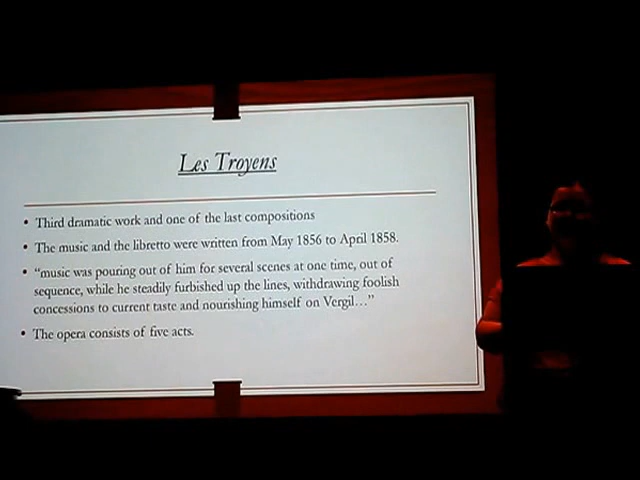 Les Troyens
• Third dramatic work and one of the last compositions
• The music and the libretto were written from May 1856 to April 1858.
• “music was pouring out of him for several scenes at one time, out of
sequence, while he steadily furbished up the lines, withdrawing foolish
concessions to current taste and nourishing himself on Vergil…”
• The opera consists of five acts.